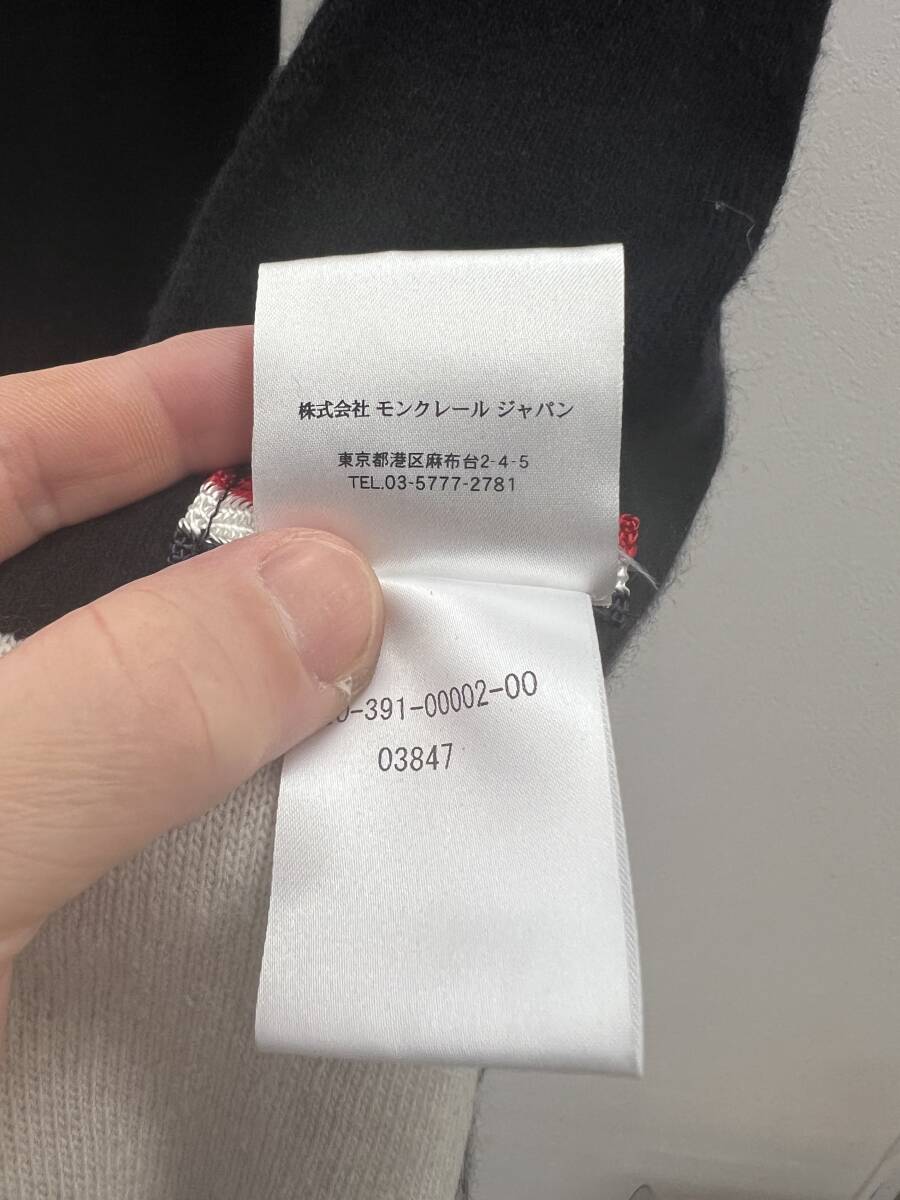 株式会社 モンクレール ジャパン
東京都港区麻布台2-4-5
TEL.03-5777-2781
0-391-00002-00
03847